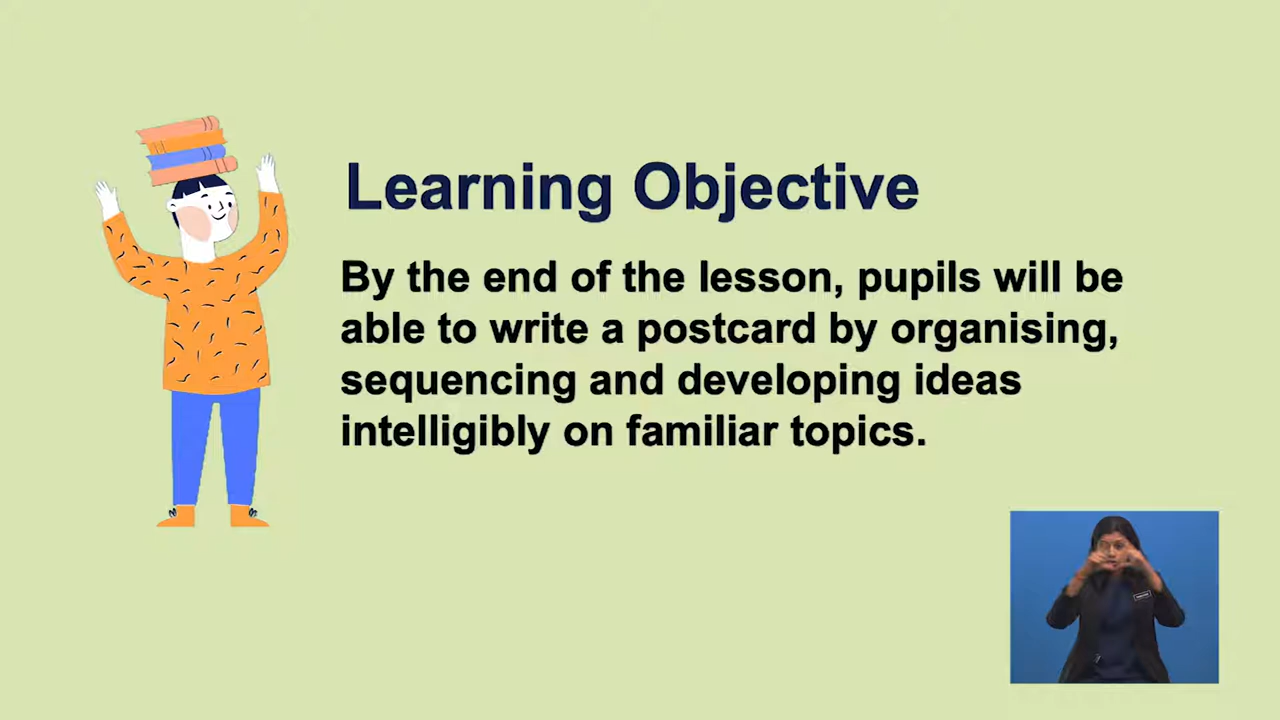 Learning Objective
By the end of the lesson, pupils will be
able to write a postcard by organising,
sequencing and developing ideas
intelligibly on familiar topics.